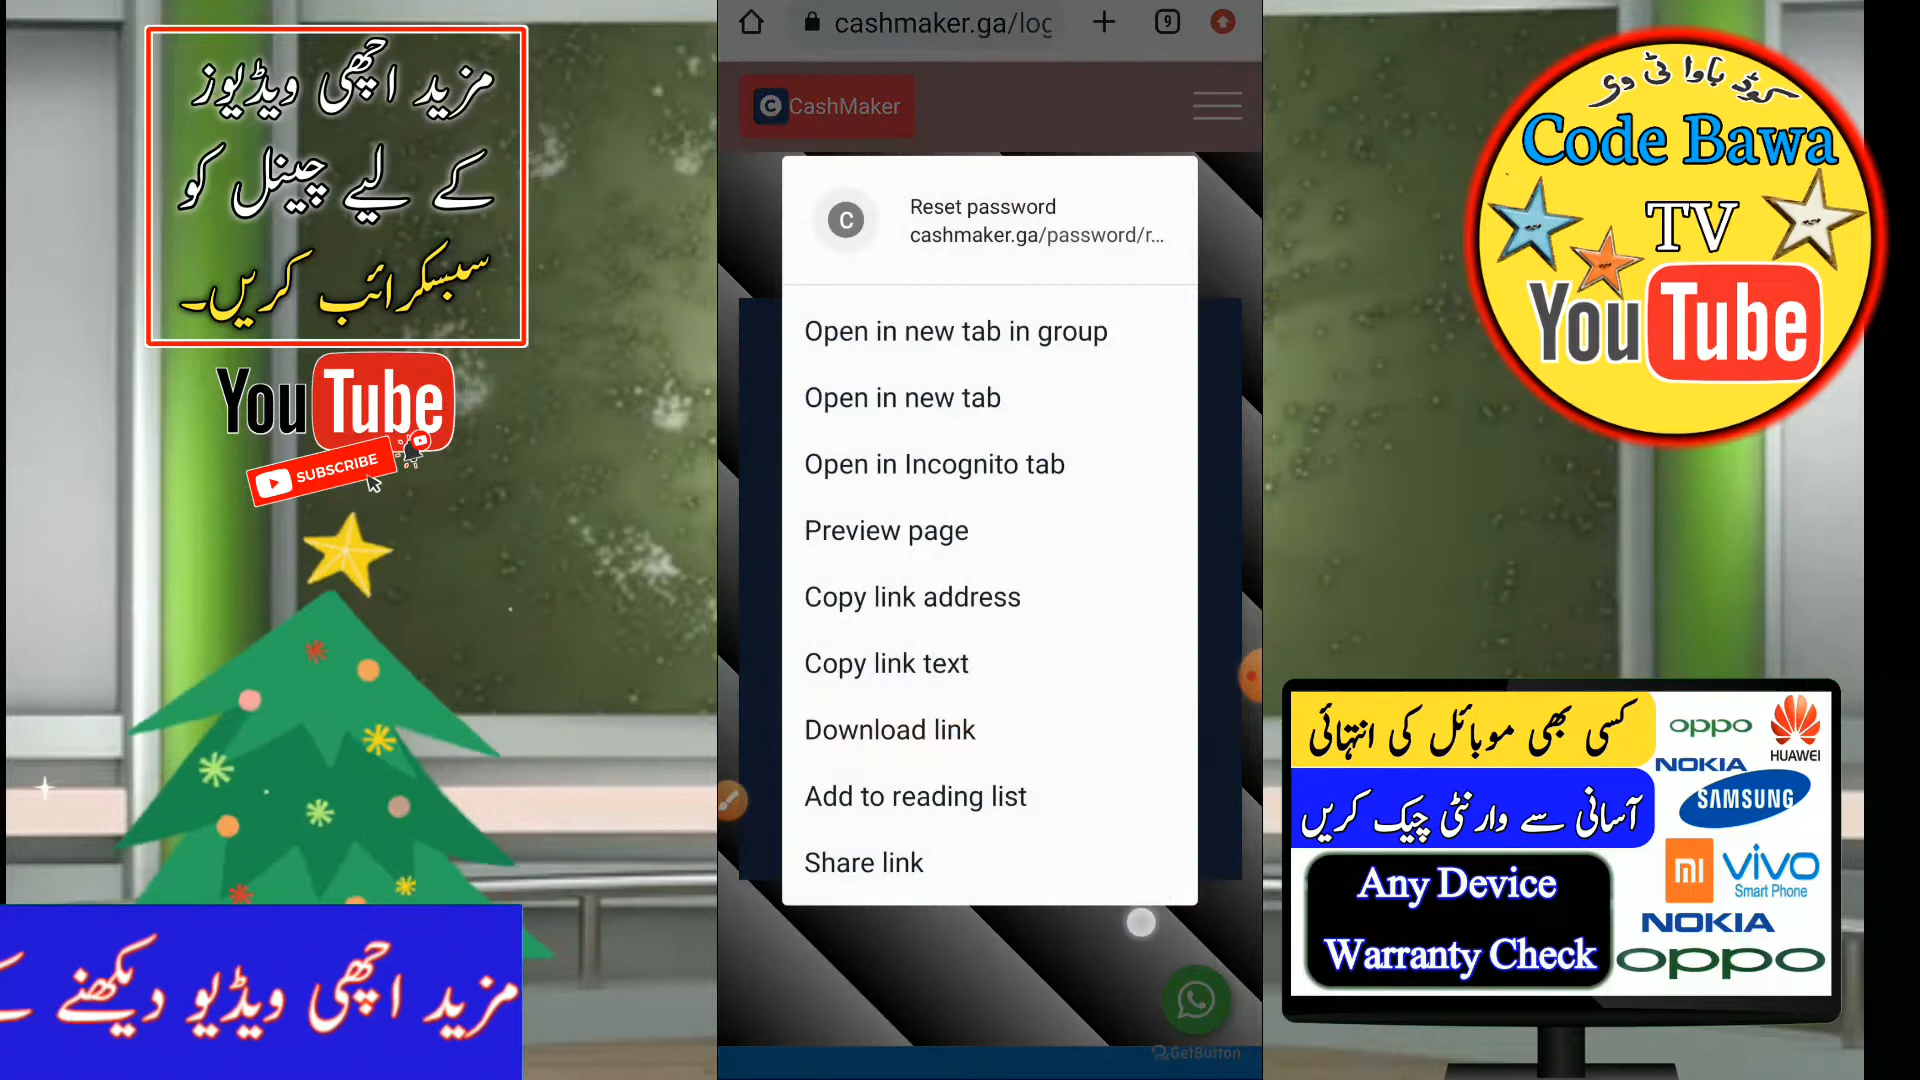 مزید اچھی ویڈیوز
کے لیے چینل کو
سبسکرائب کریں۔
YouTube
SUBSCRIBE
مزید اچھی ویڈیو دیکھنے کے
cashmaker.ga/log
9
CashMaker
C
Reset password
cashmaker.ga/password/r...
Open in new tab in group
Open in new tab
Open in Incognito tab
Preview page
Copy link address
Copy link text
Download link
Add to reading list
Share link
GetButton
کوڈ باوا ٹی وی
Code Bawa
TV
YouTube
کسی بھی موبائل کی انتہائی
آسانی سے وارنٹی چیک کریں
Any Device
Warranty Check
oppo
HUAWEI
NOKIA
SAMSUNG
mi
vivo
Smart Phone
NOKIA
oppo